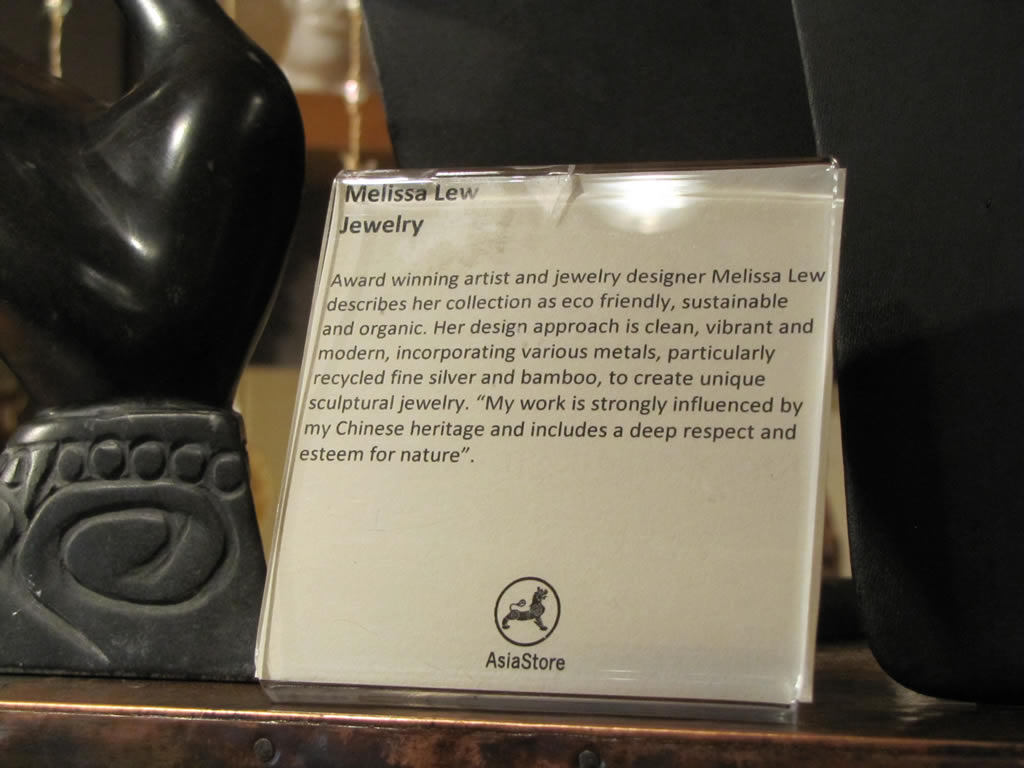 Melissa Lew
Jewelry
Award winning artist and jewelry designer Melissa Lew
describes her collection as eco friendly, sustainable
and organic. Her design approach is clean, vibrant and
modern, incorporating various metals, particularly
recycled fine silver and bamboo, to create unique
sculptural jewelry. “My work is strongly influenced by
my Chinese heritage and includes a deep respect and
esteem for nature”.
AsiaStore